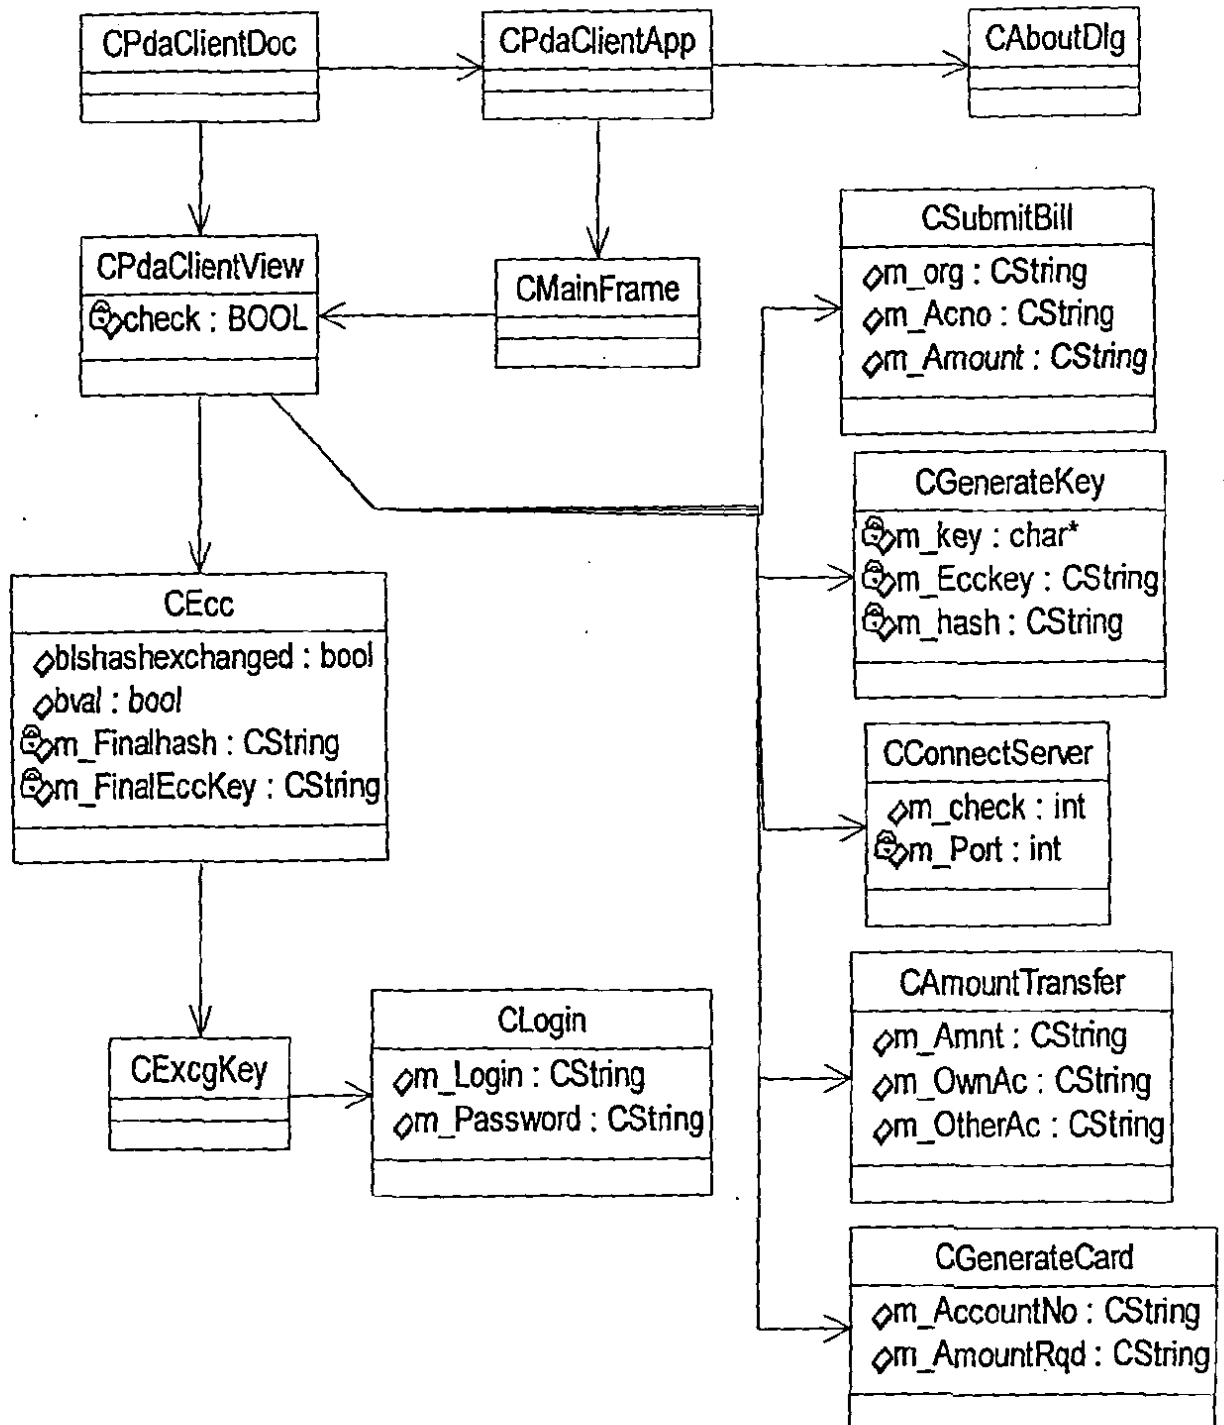 CPdaClientDoc
CPdaClientApp
CAboutDlg
CPdaClientView
check : BOOL
CMainFrame
CSubmitBill
m_org : CString
m_Acno : CString
m_Amount : CString
CGenerateKey
m_key : char*
m_Ecckey : CString
m_hash : CString
CEcc
blshashexchanged : bool
bval : bool
m_Finalhash : CString
m_FinalEccKey : CString
CConnectServer
m_check : int
m_Port : int
CAmountTransfer
m_Amnt : CString
m_OwnAc : CString
m_OtherAc : CString
CExcgKey
CLogin
m_Login : CString
m_Password : CString
CGenerateCard
m_AccountNo : CString
m_AmountRqd : CString